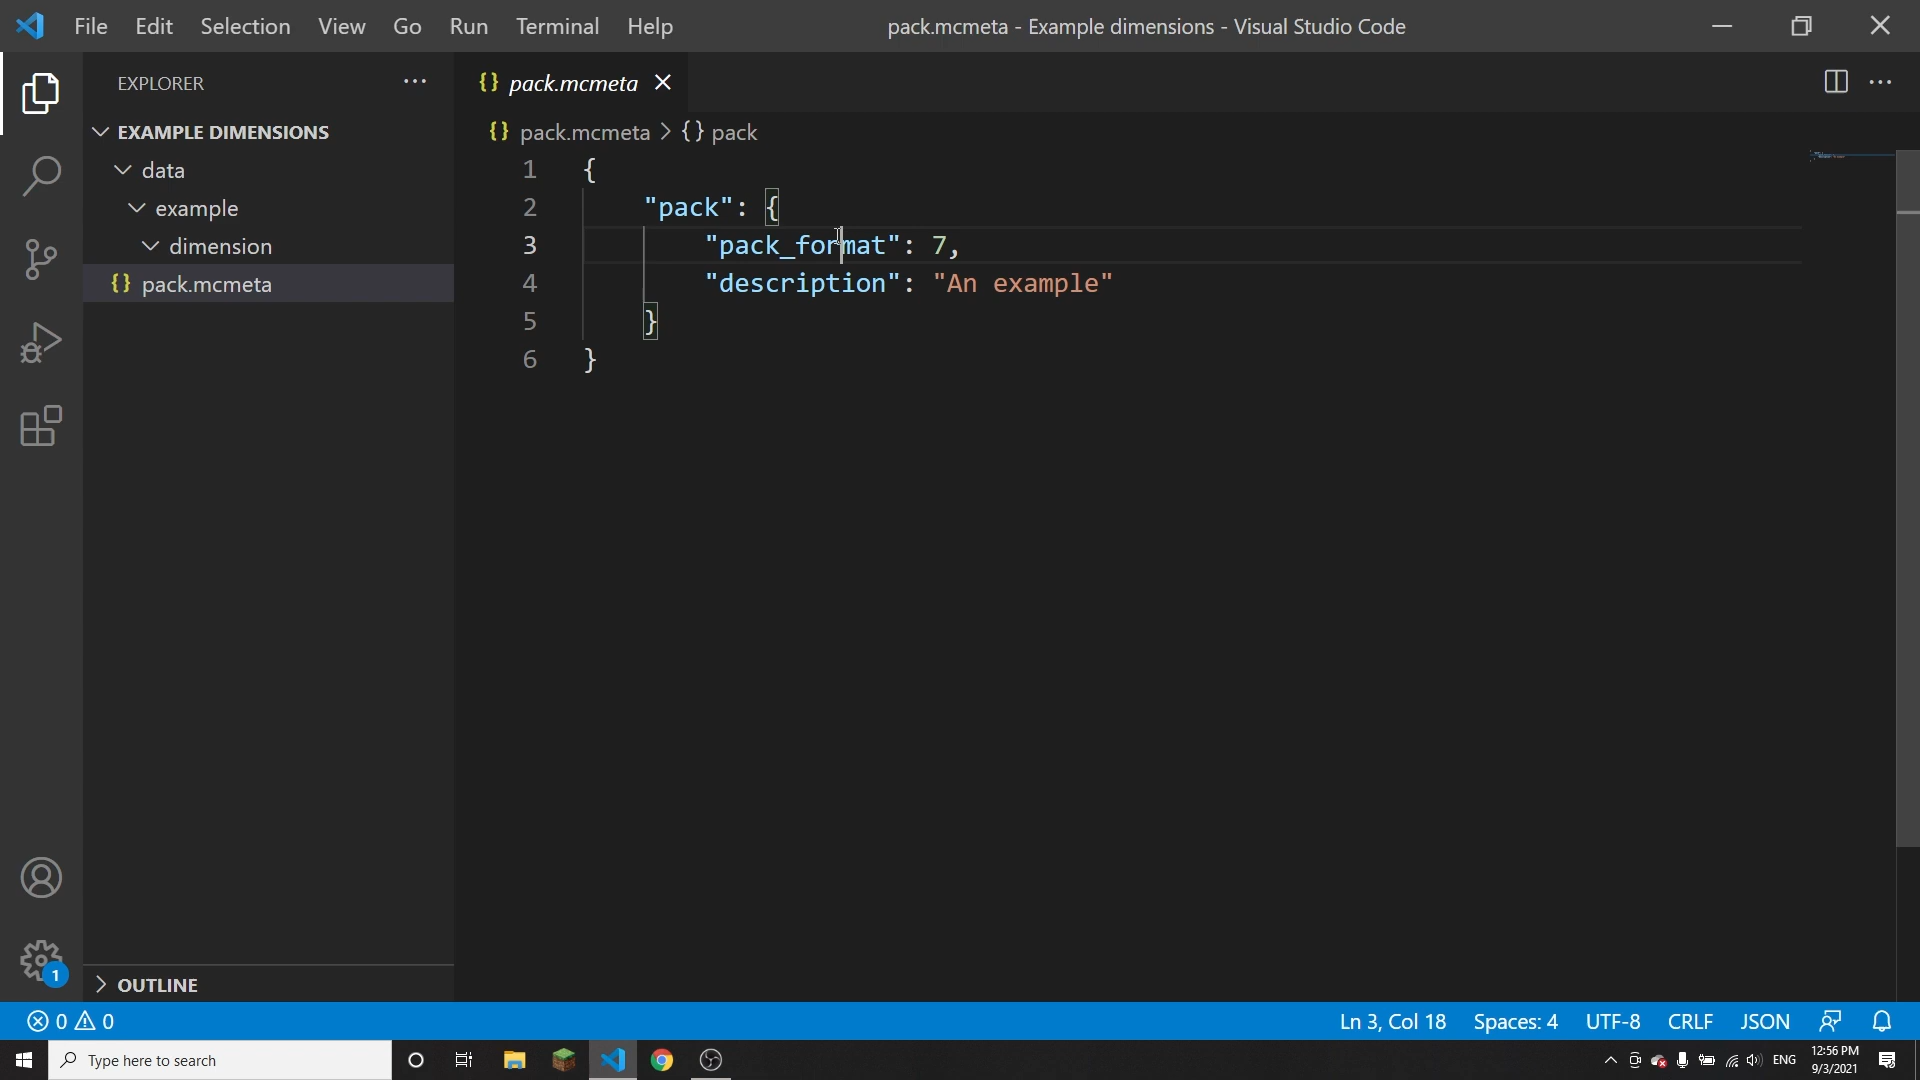 File Edit Selection View Go Run Terminal Help pack.mcmeta - Example dimensions - Visual Studio Code
EXPLORER
pack.mcmeta
EXAMPLE DIMENSIONS
pack.mcmeta > {} pack
data
example
dimension
pack.mcmeta
1 {
2 "pack": {
3 "pack_format": 7,
4 "description": "An example"
5 }
6 }
1
OUTLINE
0 0
Ln 3, Col 18 Spaces: 4 UTF-8 CRLF JSON
Type here to search
ENG
12:56 PM
9/3/2021